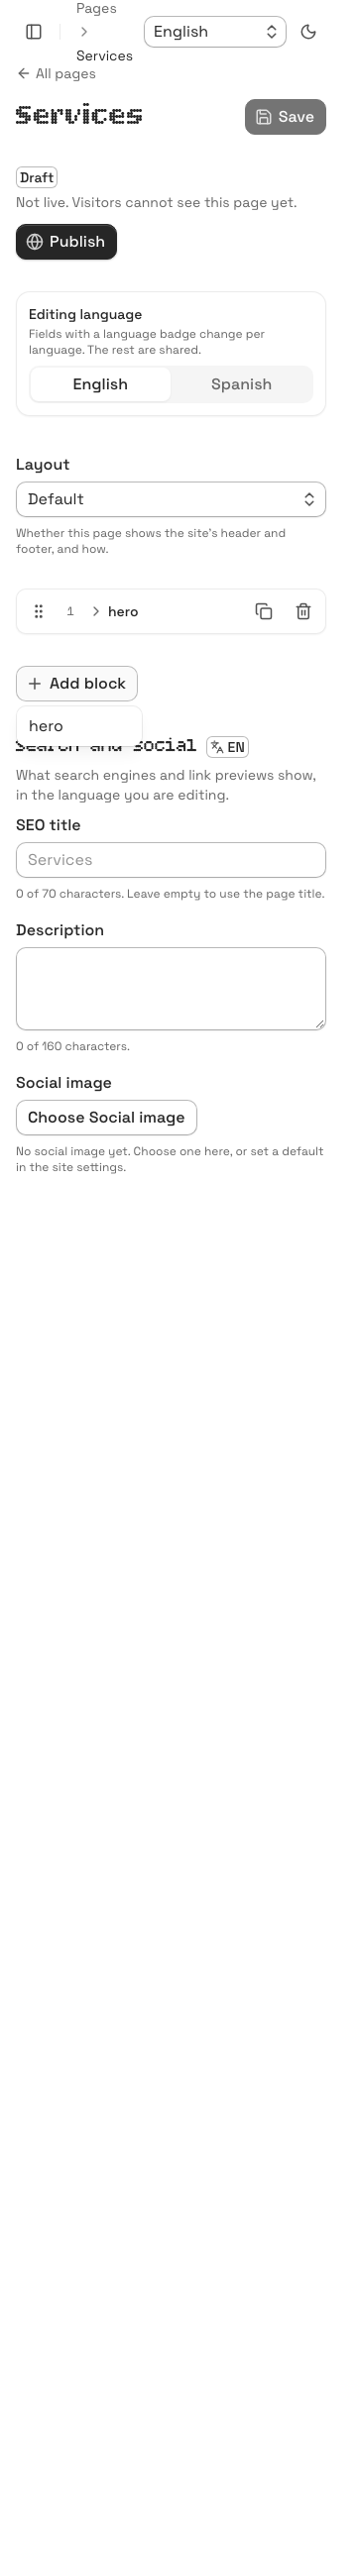 Pages
Services
English
All pages
Services
Save
Draft
Not live. Visitors cannot see this page yet.
Publish
Editing language
Fields with a language badge change per
language. The rest are shared.
English
Spanish
Layout
Default
Whether this page shows the site's header and
footer, and how.
1
hero
Add block
hero
Search and social
EN
What search engines and link previews show,
in the language you are editing.
SEO title
Services
0 of 70 characters. Leave empty to use the page title.
Description
0 of 160 characters.
Social image
Choose Social image
No social image yet. Choose one here, or set a default
in the site settings.